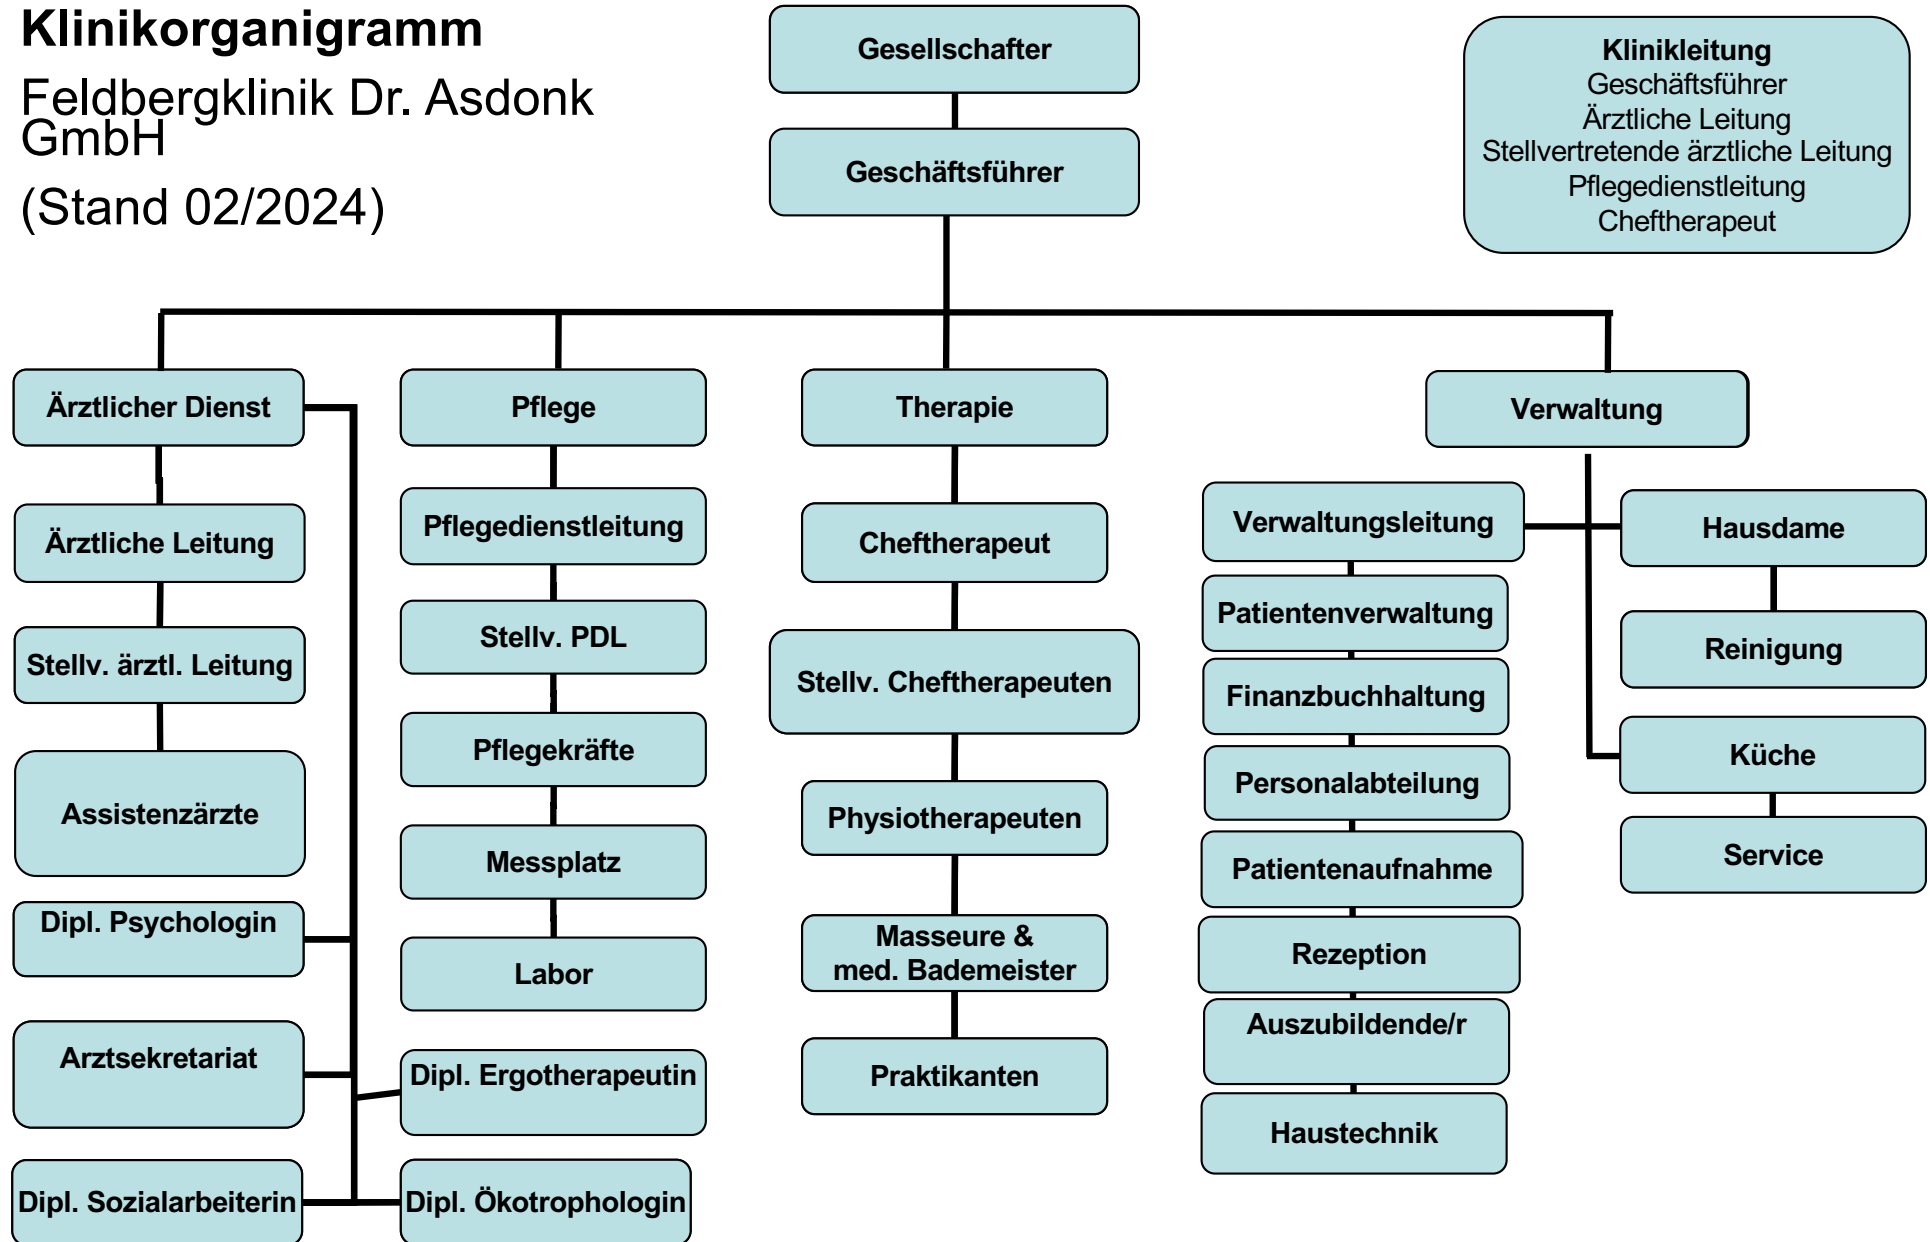 Klinikorganigramm
Feldbergklinik Dr. Asdonk
GmbH
(Stand 02/2024)
Gesellschafter
Geschäftsführer
Klinikleitung
Geschäftsführer
Ärztliche Leitung
Stellvertretende ärztliche Leitung
Pflegedienstleitung
Cheftherapeut
Ärztlicher Dienst
Ärztliche Leitung
Stellv. ärztl. Leitung
Assistenzärzte
Dipl. Psychologin
Arztsekretariat
Dipl. Sozialarbeiterin
Pflege
Pflegedienstleitung
Stellv. PDL
Pflegekräfte
Messplatz
Labor
Dipl. Ergotherapeutin
Dipl. Ökotrophologin
Therapie
Cheftherapeut
Stellv. Cheftherapeuten
Physiotherapeuten
Masseure &
med. Bademeister
Praktikanten
Verwaltung
Verwaltungsleitung
Patientenverwaltung
Finanzbuchhaltung
Personalabteilung
Patientenaufnahme
Rezeption
Auszubildende/r
Haustechnik
Hausdame
Reinigung
Küche
Service